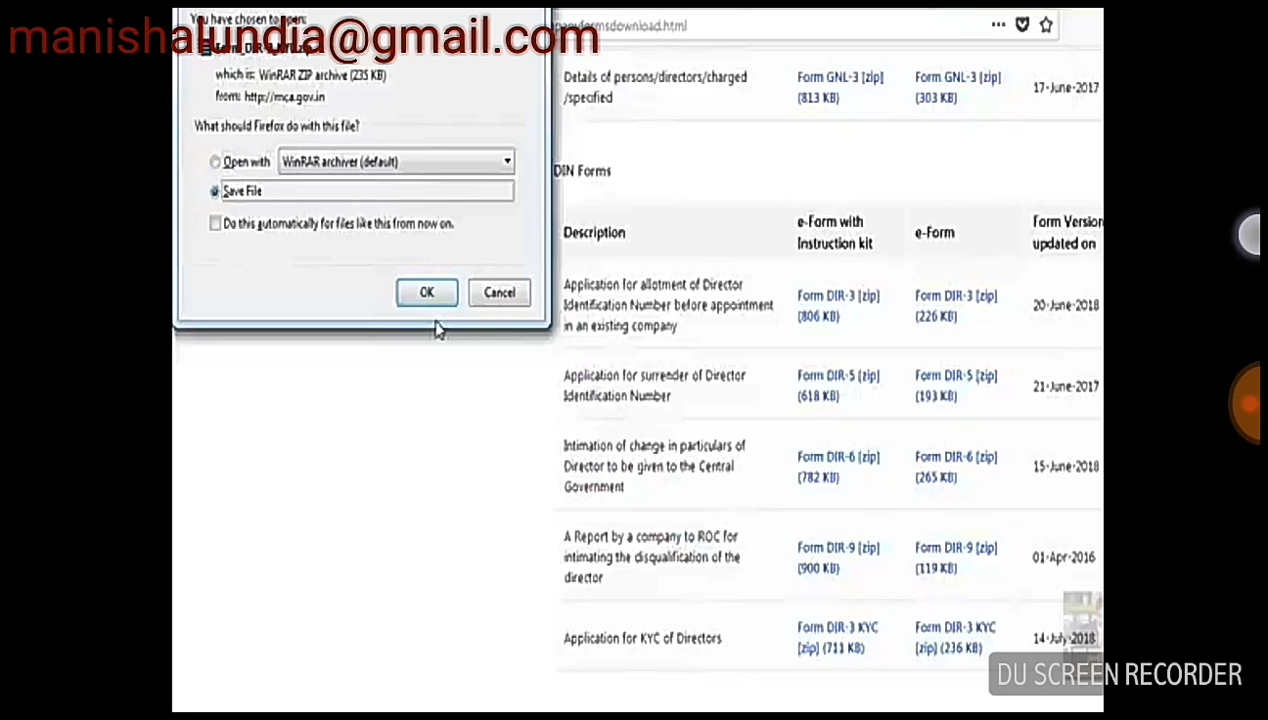 You have chosen to open:
manishalundia@gmail.com
which is: WinRAR ZIP archive (235 KB)
from: http://mca.gov.in
What should Firefox do with this file?
Open with WinRAR archiver (default)
Save File
Do this automatically for files like this from now on.
OK Cancel
formsdownload.html
Details of persons/directors/charged
/specified
Form GNL-3 [zip]
(813 KB)
Form GNL-3 [zip]
(303 KB)
17-June-2017
DIN Forms
Description
e-Form with
Instruction kit
e-Form
Form Version
updated on
Application for allotment of Director
Identification Number before appointment
in an existing company
Form DIR-3 [zip]
(806 KB)
Form DIR-3 [zip]
(226 KB)
20-June-2018
Application for surrender of Director
Identification Number
Form DIR-5 [zip]
(618 KB)
Form DIR-5 [zip]
(193 KB)
21-June-2017
Intimation of change in particulars of
Director to be given to the Central
Government
Form DIR-6 [zip]
(782 KB)
Form DIR-6 [zip]
(265 KB)
15-June-2018
A Report by a company to ROC for
intimating the disqualification of the
director
Form DIR-9 [zip]
(900 KB)
Form DIR-9 [zip]
(119 KB)
01-Apr-2016
Application for KYC of Directors
Form DIR-3 KYC
[zip] (711 KB)
Form DIR-3 KYC
[zip] (236 KB)
14-July-2018
DU SCREEN RECORDER